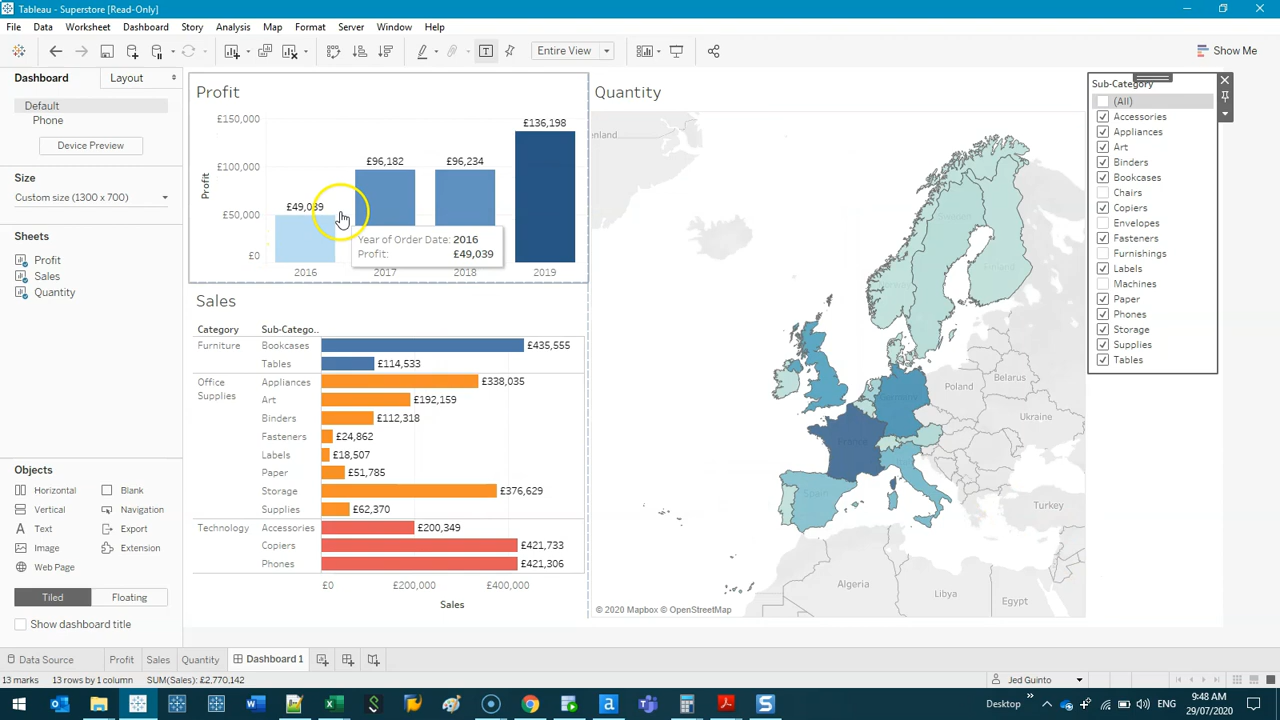 Tableau - Superstore [Read-Only]
File Data Worksheet Dashboard Story Analysis Map Format Server Window Help
Entire View
Show Me
Dashboard
Layout
Default
Phone
Device Preview
Size
Custom size (1300 x 700)
Sheets
Profit
Sales
Quantity
Objects
Horizontal
Blank
Vertical
Navigation
Text
Export
Image
Extension
Web Page
Tiled
Floating
Show dashboard title
Profit
£150,000
£100,000
£50,000
£0
Profit
£49,039
£96,182
£96,234
£136,198
2016
2017
2018
2019
Year of Order Date: 2016
Profit: £49,039
Sales
Category
Sub-Catego..
Furniture
Bookcases £435,555
Tables £114,533
Office
Supplies
Appliances £338,035
Art £192,159
Binders £112,318
Fasteners £24,862
Labels £18,507
Paper £51,785
Storage £376,629
Supplies £62,370
Technology
Accessories £200,349
Copiers £421,733
Phones £421,306
£0
£200,000
£400,000
Sales
Quantity
enland
Sweden
Finland
Norway
Poland
Belarus
Germany
Ukraine
France
Italy
Spain
Turkey
Algeria
Libya
Egypt
© 2020 Mapbox © OpenStreetMap
Sub-Category
(All)
Accessories
Appliances
Art
Binders
Bookcases
Chairs
Copiers
Envelopes
Fasteners
Furnishings
Labels
Machines
Paper
Phones
Storage
Supplies
Tables
Data Source
Profit
Sales
Quantity
Dashboard 1
13 marks
13 rows by 1 column
SUM(Sales): £2,770,142
Jed Guinto
Desktop
ENG
9:48 AM
29/07/2020